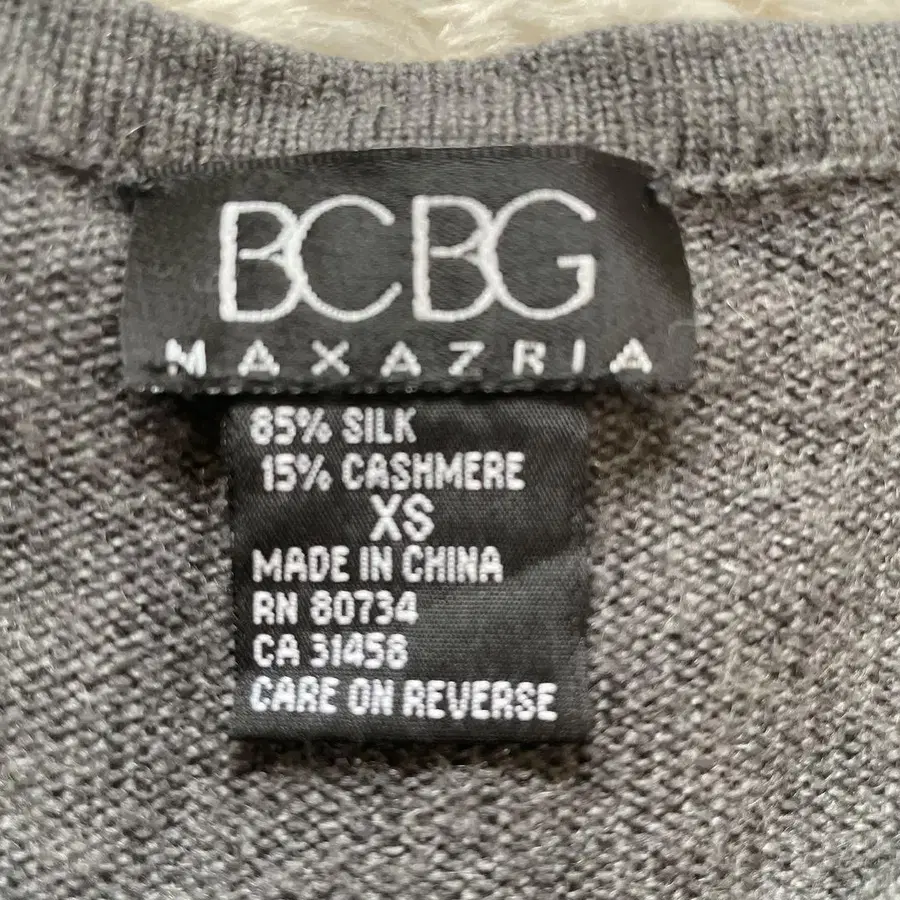 BCBG
MAXAZRIA
85% SILK
15% CASHMERE
XS
MADE IN CHINA
RN 80734
CA 31458
CARE ON REVERSE